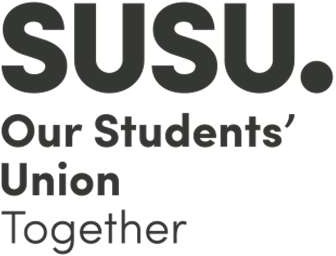 SUSU.
Our Students’
Union
Together